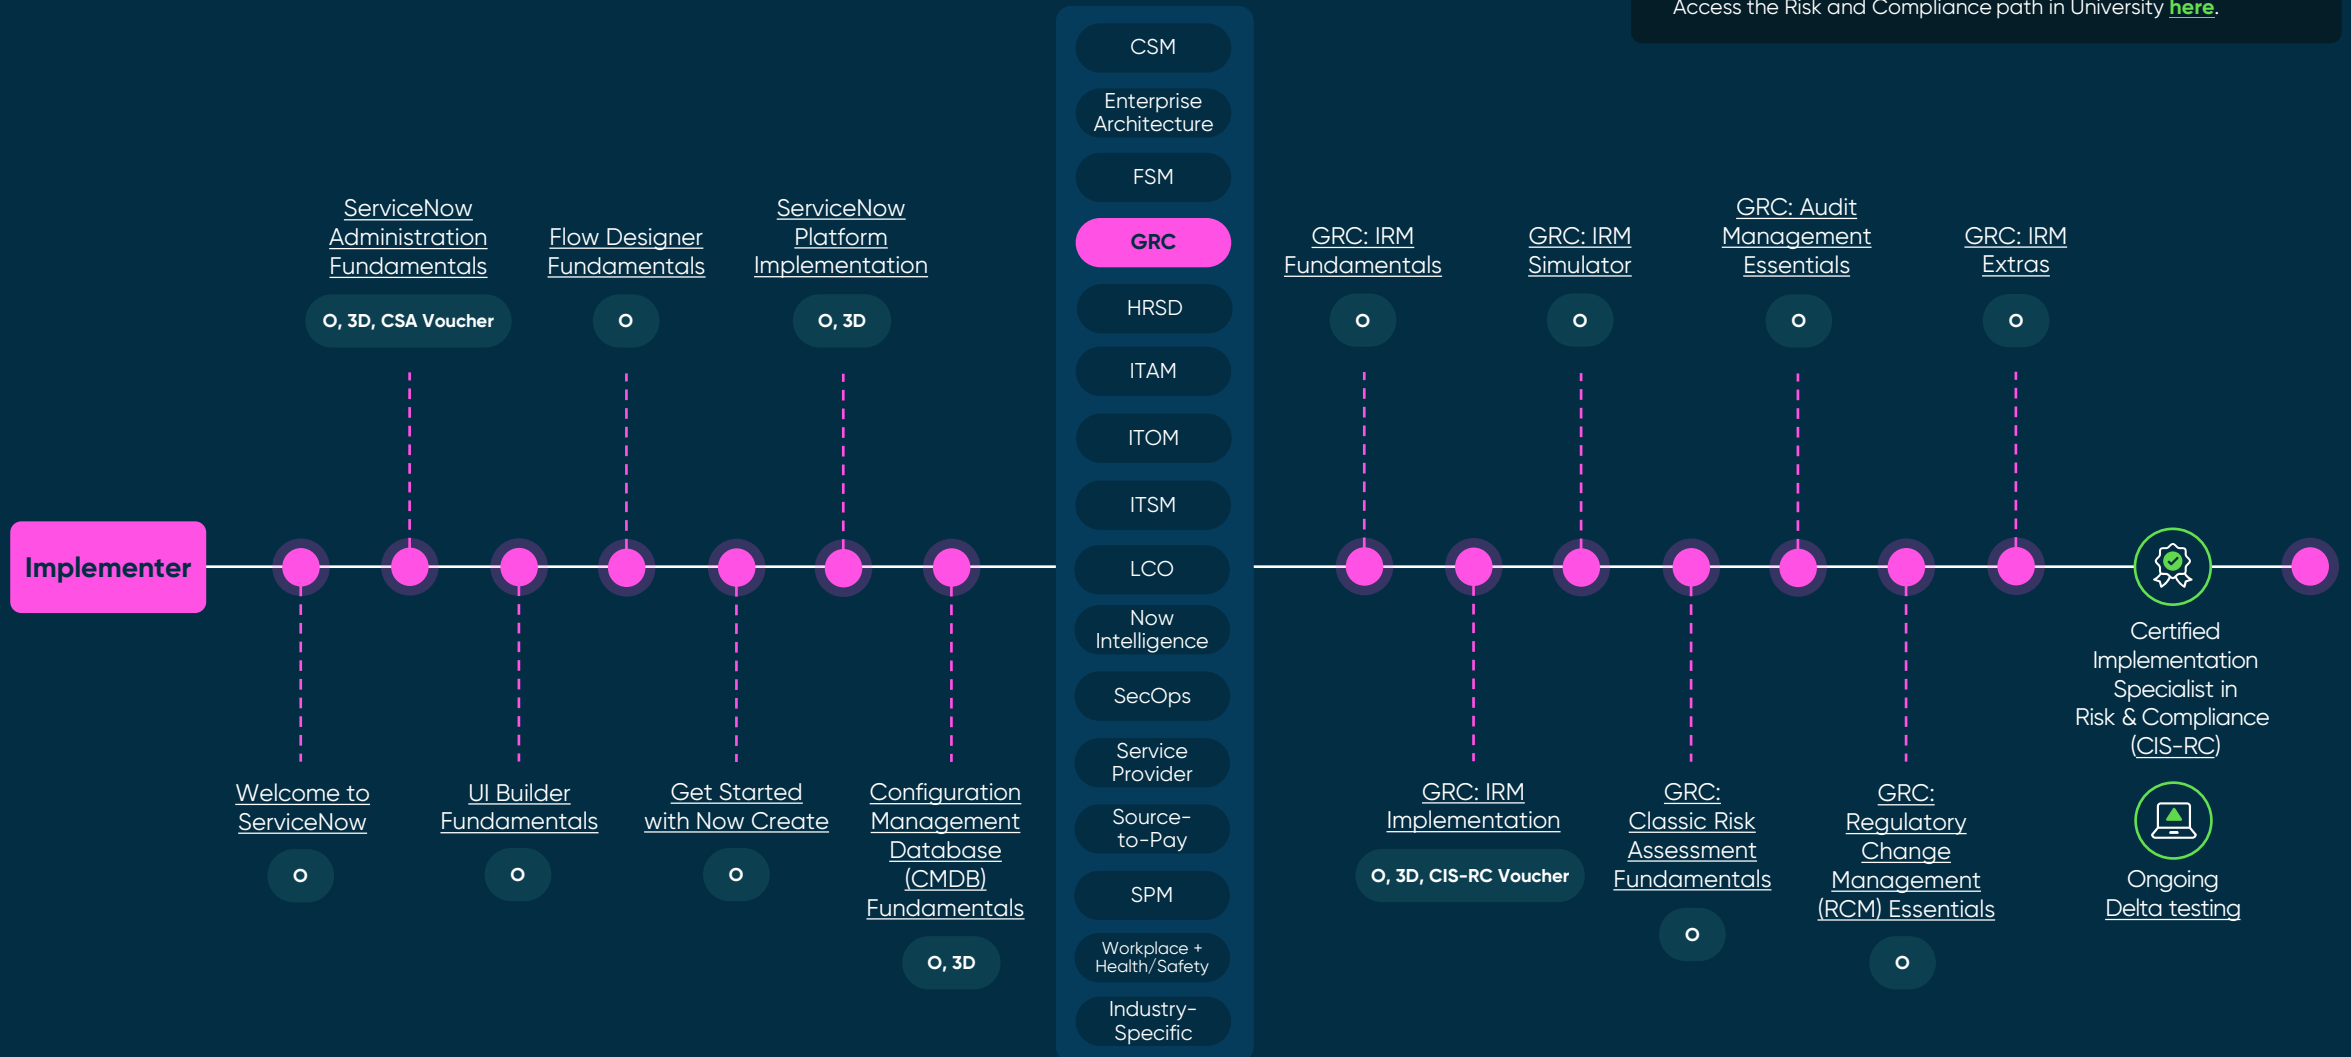 Access the Risk and Compliance path in University here.
Implementer
Welcome to
ServiceNow
O
ServiceNow
Administration
Fundamentals
O, 3D, CSA Voucher
UI Builder
Fundamentals
O
Flow Designer
Fundamentals
O
Get Started
with Now Create
O
ServiceNow
Platform
Implementation
O, 3D
Configuration
Management
Database
(CMDB)
Fundamentals
O, 3D
CSM
Enterprise
Architecture
FSM
GRC
HRSD
ITAM
ITOM
ITSM
LCO
Now
Intelligence
SecOps
Service
Provider
Source-
to-Pay
SPM
Workplace +
Health/Safety
Industry-
Specific
GRC: IRM
Fundamentals
O
GRC: IRM
Implementation
O, 3D, CIS-RC Voucher
GRC: IRM
Simulator
O
GRC:
Classic Risk
Assessment
Fundamentals
O
GRC: Audit
Management
Essentials
O
GRC:
Regulatory
Change
Management
(RCM) Essentials
O
GRC: IRM
Extras
O
Certified
Implementation
Specialist in
Risk & Compliance
(CIS-RC)
Ongoing
Delta testing